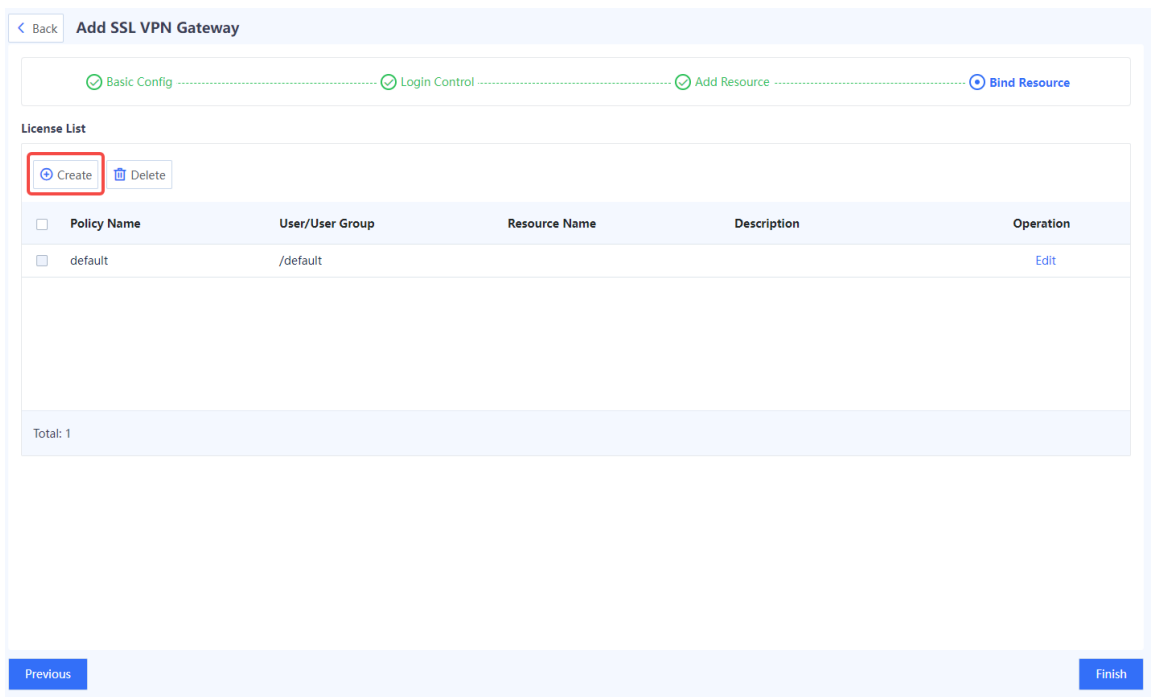 Back Add SSL VPN Gateway
Basic Config Login Control Add Resource Bind Resource
License List
Create Delete
Policy Name User/User Group Resource Name Description Operation
default /default Edit
Total: 1
Previous Finish